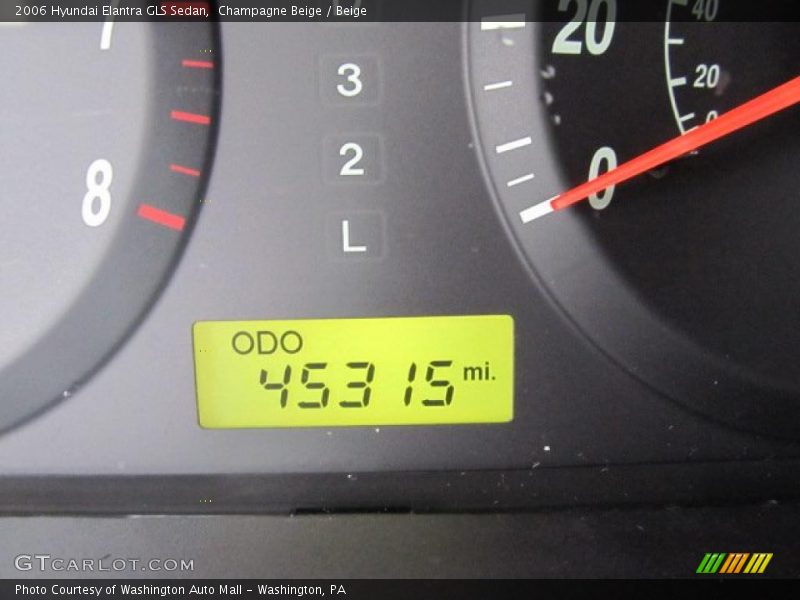 2006 Hyundai Elantra GLS Sedan, Champagne Beige / Beige
7
20
40
3
20
0
2
0
8
L
ODO
45315 mi.
GTCARLOT.COM
Photo Courtesy of Washington Auto Mall - Washington, PA